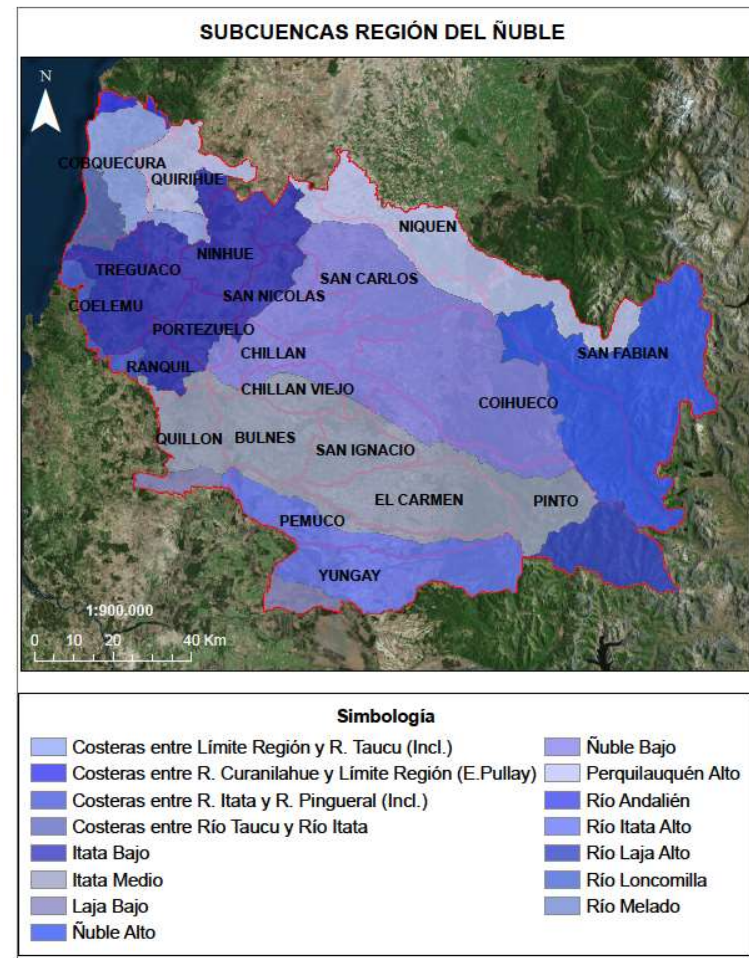 SUBCUENCAS REGIÓN DEL ÑUBLE
N
COBQUECURA
QUIRIHUE
NIQUEN
NINHUE
TREGUACO
SAN CARLOS
SAN NICOLAS
COELEMU
PORTEZUELO
CHILLAN
SAN FABIAN
RANQUIL
CHILLAN VIEJO
COIHUECO
QUILLON
BULNES
SAN IGNACIO
EL CARMEN
PINTO
PEMUCO
YUNGAY
1:900,000
0 10 20 40 Km
Simbología
Costeras entre Límite Región y R. Taucu (Incl.)
Costeras entre R. Curanilahue y Límite Región (E.Pullay)
Costeras entre R. Itata y R. Pingueral (Incl.)
Costeras entre Río Taucu y Río Itata
Itata Bajo
Itata Medio
Laja Bajo
Ñuble Alto
Ñuble Bajo
Perquilauquén Alto
Río Andalién
Río Itata Alto
Río Laja Alto
Río Loncomilla
Río Melado